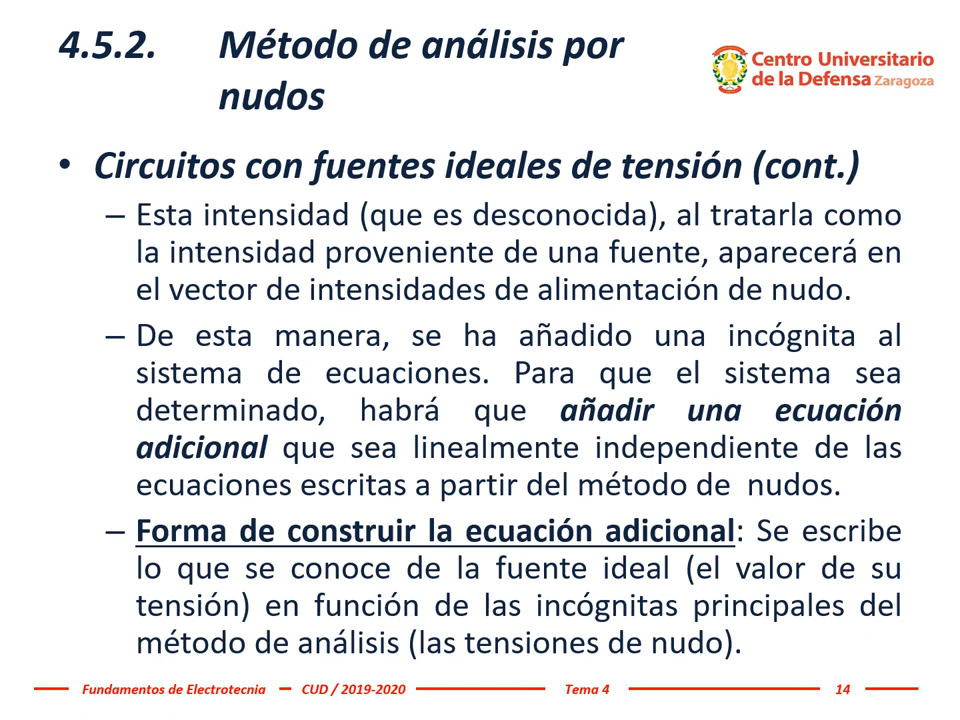 4.5.2. Método de análisis por
nudos
Centro Universitario
de la Defensa Zaragoza
• Circuitos con fuentes ideales de tensión (cont.)
– Esta intensidad (que es desconocida), al tratarla como
la intensidad proveniente de una fuente, aparecerá en
el vector de intensidades de alimentación de nudo.
– De esta manera, se ha añadido una incógnita al
sistema de ecuaciones. Para que el sistema sea
determinado, habrá que añadir una ecuación
adicional que sea linealmente independiente de las
ecuaciones escritas a partir del método de nudos.
– Forma de construir la ecuación adicional: Se escribe
lo que se conoce de la fuente ideal (el valor de su
tensión) en función de las incógnitas principales del
método de análisis (las tensiones de nudo).
Fundamentos de Electrotecnia CUD / 2019-2020 Tema 4 14